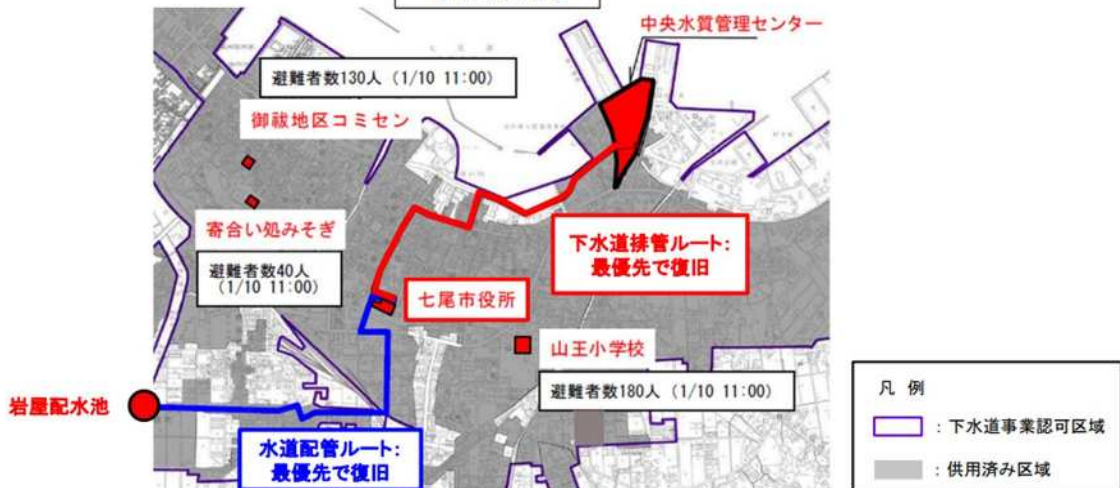 中央水質管理センター
避難者数130人（1/10 11:00）
御祓地区コミセン
寄合い処みそぎ
避難者数40人
（1/10 11:00）
下水道排管ルート：
最優先で復旧
七尾市役所
山王小学校
避難者数180人（1/10 11:00）
岩屋配水池
水道配管ルート：
最優先で復旧
凡 例
：下水道事業認可区域
：供用済み区域